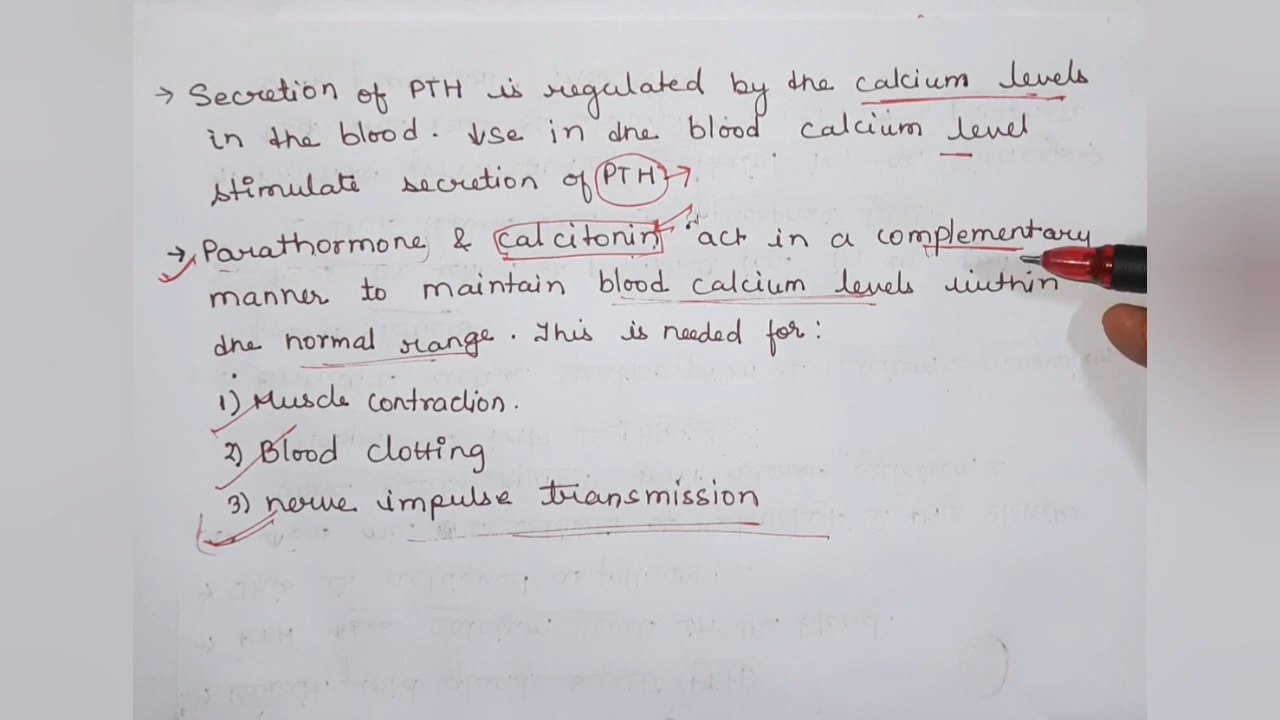 → Secretion of PTH is regulated by the calcium levels
in the blood. ↓se in the blood calcium level
stimulate secretion of PTH →
→ Parathormone & calcitonin act in a complementary
manner to maintain blood calcium levels within
the normal range. This is needed for:
1) Muscle contraction.
2) Blood clotting
3) nerve impulse transmission